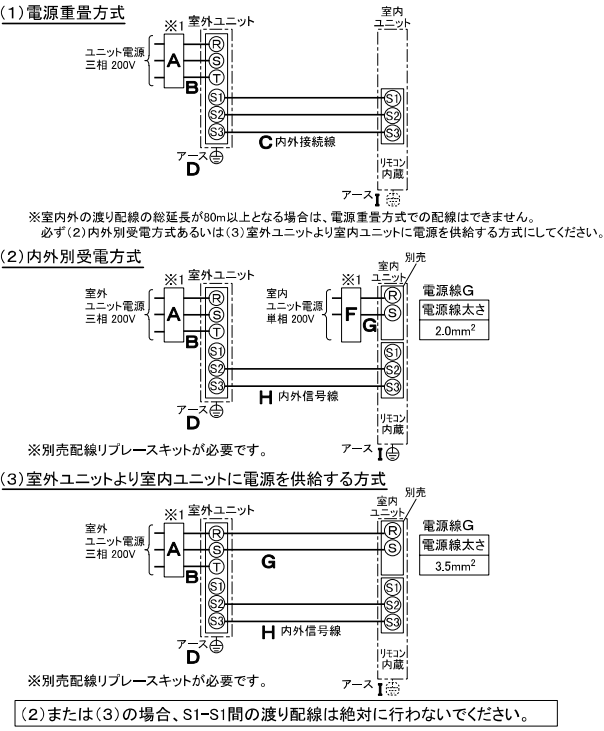 (1)電源重畳方式
※1
室外ユニット
室内
ユニット
ユニット電源
三相 200V
A
B
R
S
T
S1
S2
S3
S1
S2
S3
C 内外接続線
アース
D
リモコン
内蔵
アース I
※室内外の渡り配線の総延長が80m以上となる場合は、電源重畳方式での配線はできません。
必ず(2)内外別受電方式あるいは(3)室外ユニットより室内ユニットに電源を供給する方式にしてください。
(2)内外別受電方式
※1
室外ユニット
※1
室内
ユニット
別売
室外
ユニット電源
三相 200V
A
B
R
S
T
S1
S2
S3
室内
ユニット電源
単相 200V
F
G
R
S
S1
S2
S3
電源線G
電源線太さ
2.0mm²
H 内外信号線
アース
D
リモコン
内蔵
アース I
※別売配線リプレースキットが必要です。
(3)室外ユニットより室内ユニットに電源を供給する方式
※1
室外ユニット
室内
ユニット
別売
室外
ユニット電源
三相 200V
A
B
R
S
T
S1
S2
S3
G
R
S
S1
S2
S3
電源線G
電源線太さ
3.5mm²
H 内外信号線
アース
D
リモコン
内蔵
アース I
※別売配線リプレースキットが必要です。
(2)または(3)の場合、S1-S1間の渡り配線は絶対に行わないでください。